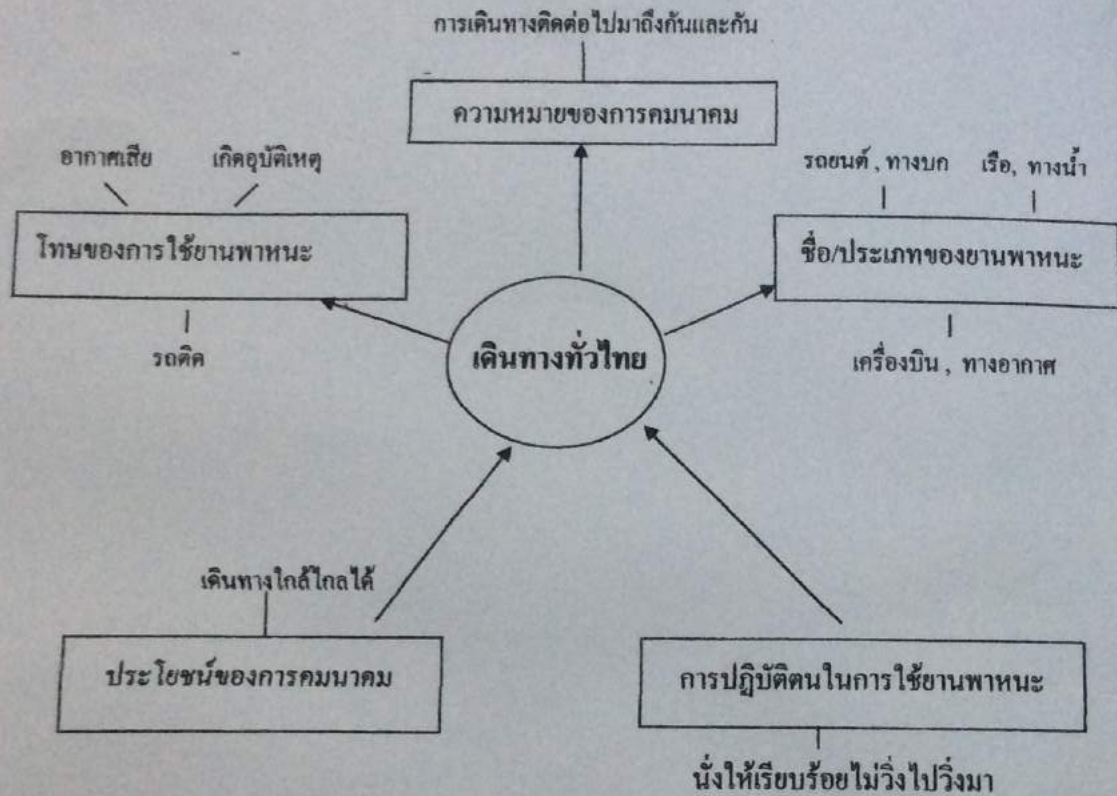 การเดินทางติดต่อไปมาถึงกันและกัน
ความหมายของการคมนาคม
อากาศเสีย เกิดอุบัติเหตุ
โทษของการใช้ยานพาหนะ
รถติด
รถยนต์ , ทางบก เรือ, ทางน้ำ
ชื่อ/ประเภทของยานพาหนะ
เครื่องบิน , ทางอากาศ
เดินทางทั่วไทย
เดินทางใกล้ไกลได้
ประโยชน์ของการคมนาคม
การปฏิบัติตนในการใช้ยานพาหนะ
นั่งให้เรียบร้อยไม่วิ่งไปวิ่งมา